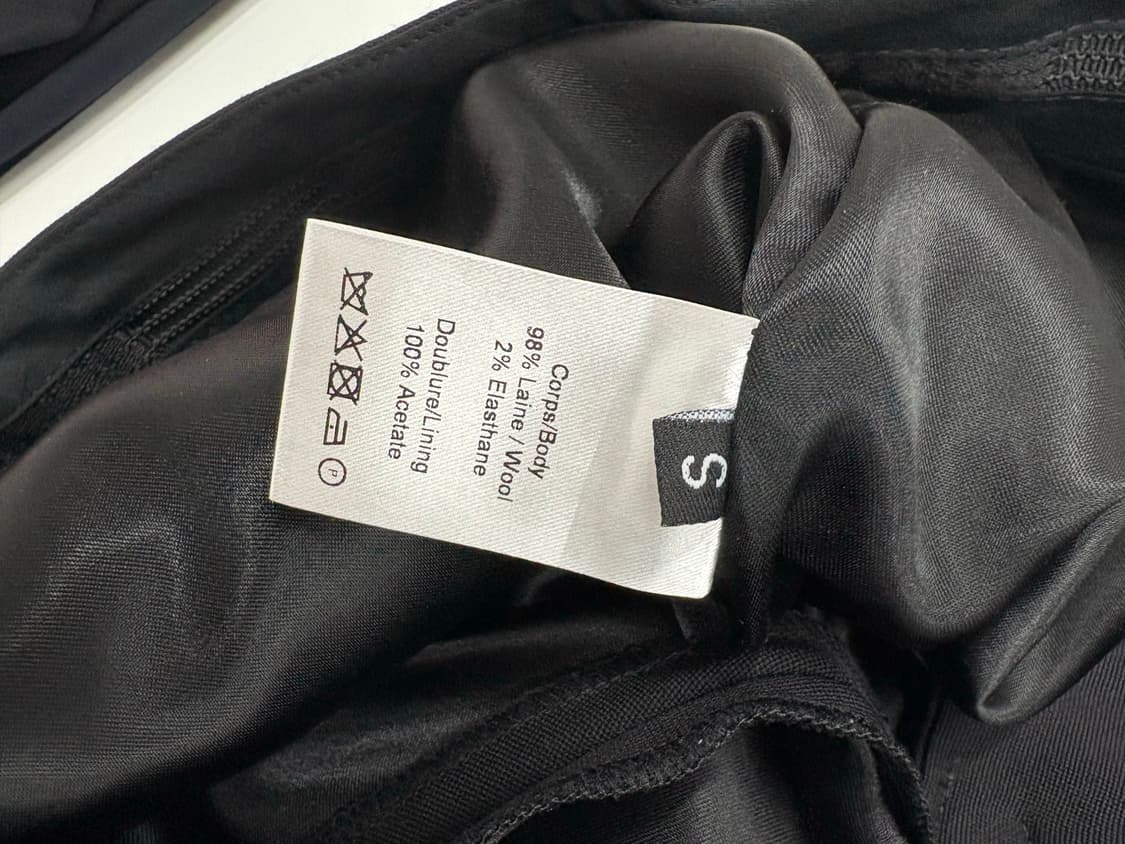 S
Corps/Body
98% Laine / Wool
2% Elasthane
Doublure/Lining
100% Acetate
P